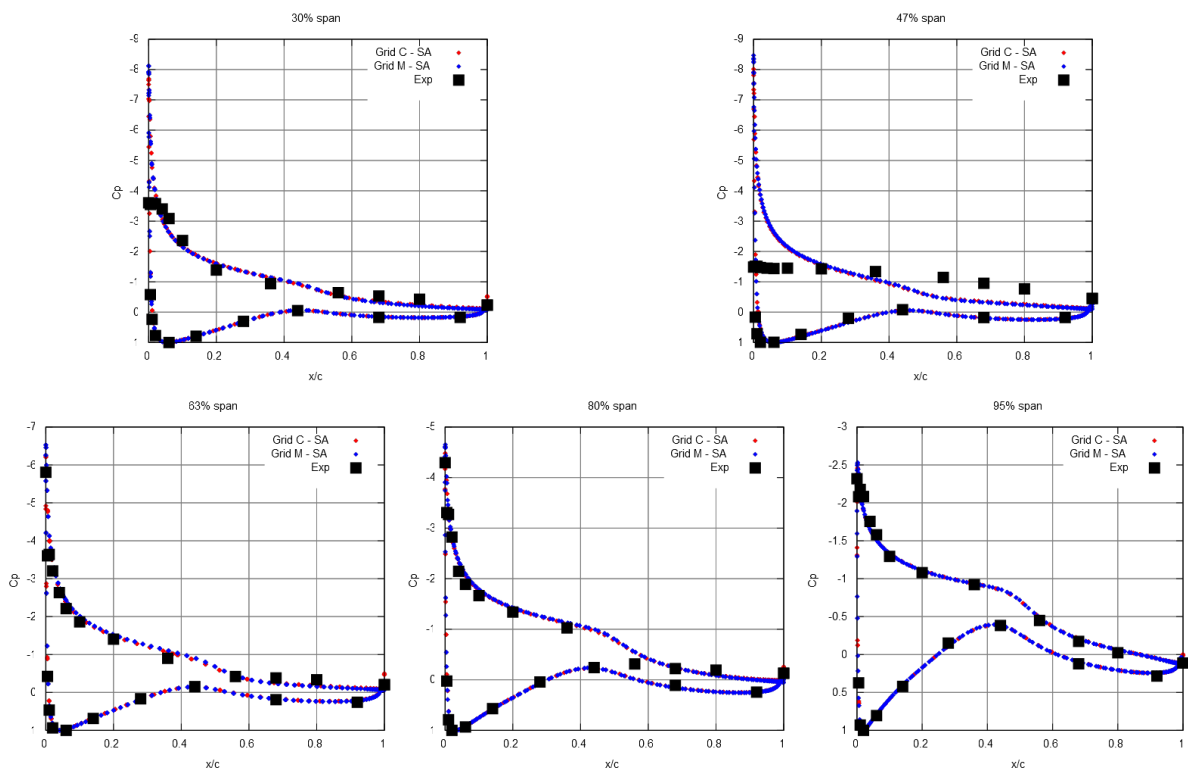 30% span
-9
-8
-7
-6
-5
-4
-3
-2
-1
0
1
Cp
0
0.2
0.4
0.6
0.8
1
x/c
Grid C - SA
Grid M - SA
Exp
47% span
-9
-8
-7
-6
-5
-4
-3
-2
-1
0
1
Cp
0
0.2
0.4
0.6
0.8
1
x/c
Grid C - SA
Grid M - SA
Exp
63% span
-7
-6
-5
-4
-3
-2
-1
0
1
Cp
0
0.2
0.4
0.6
0.8
1
x/c
Grid C - SA
Grid M - SA
Exp
80% span
-5
-4
-3
-2
-1
0
1
Cp
0
0.2
0.4
0.6
0.8
1
x/c
Grid C - SA
Grid M - SA
Exp
95% span
-3
-2.5
-2
-1.5
-1
-0.5
0
0.5
1
Cp
0
0.2
0.4
0.6
0.8
1
x/c
Grid C - SA
Grid M - SA
Exp